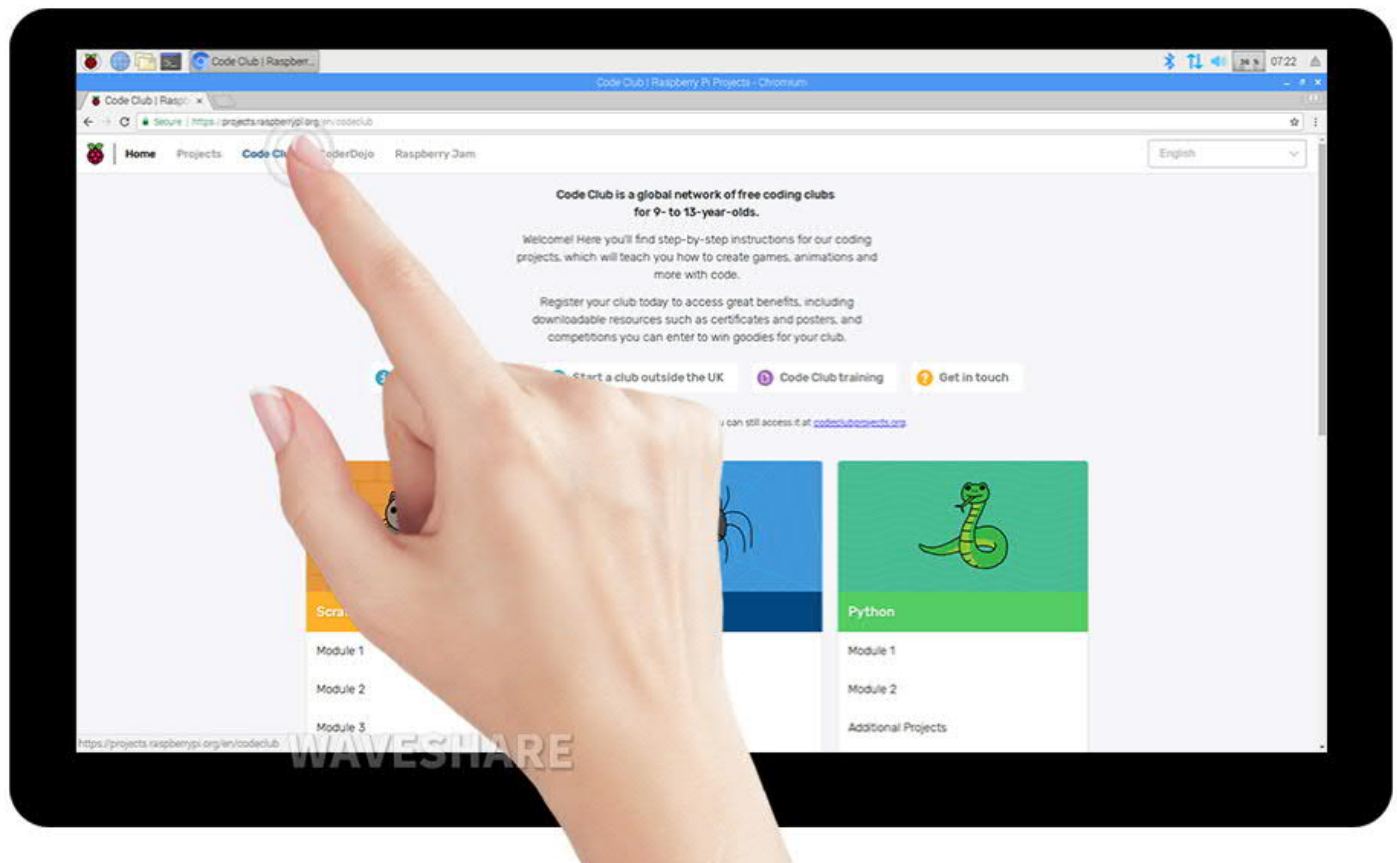 Code Club | Raspberr...
07:22
Code Club | Raspberry Pi Projects - Chromium
Code Club | Rasp
Secure | https://projects.raspberrypi.org/en/codeclub
Home Projects Code Clu CoderDojo Raspberry Jam English
Code Club is a global network of free coding clubs
for 9- to 13-year-olds.
Welcome! Here you'll find step-by-step instructions for our coding
projects, which will teach you how to create games, animations and
more with code.
Register your club today to access great benefits, including
downloadable resources such as certificates and posters, and
competitions you can enter to win goodies for your club.
Start a club outside the UK Code Club training Get in touch
can still access it at codeclubprojects.org.
Scra Python
Module 1 Module 1
Module 2 Module 2
Module 3 Additional Projects
https://projects.raspberrypi.org/en/codeclub
WAVESHARE